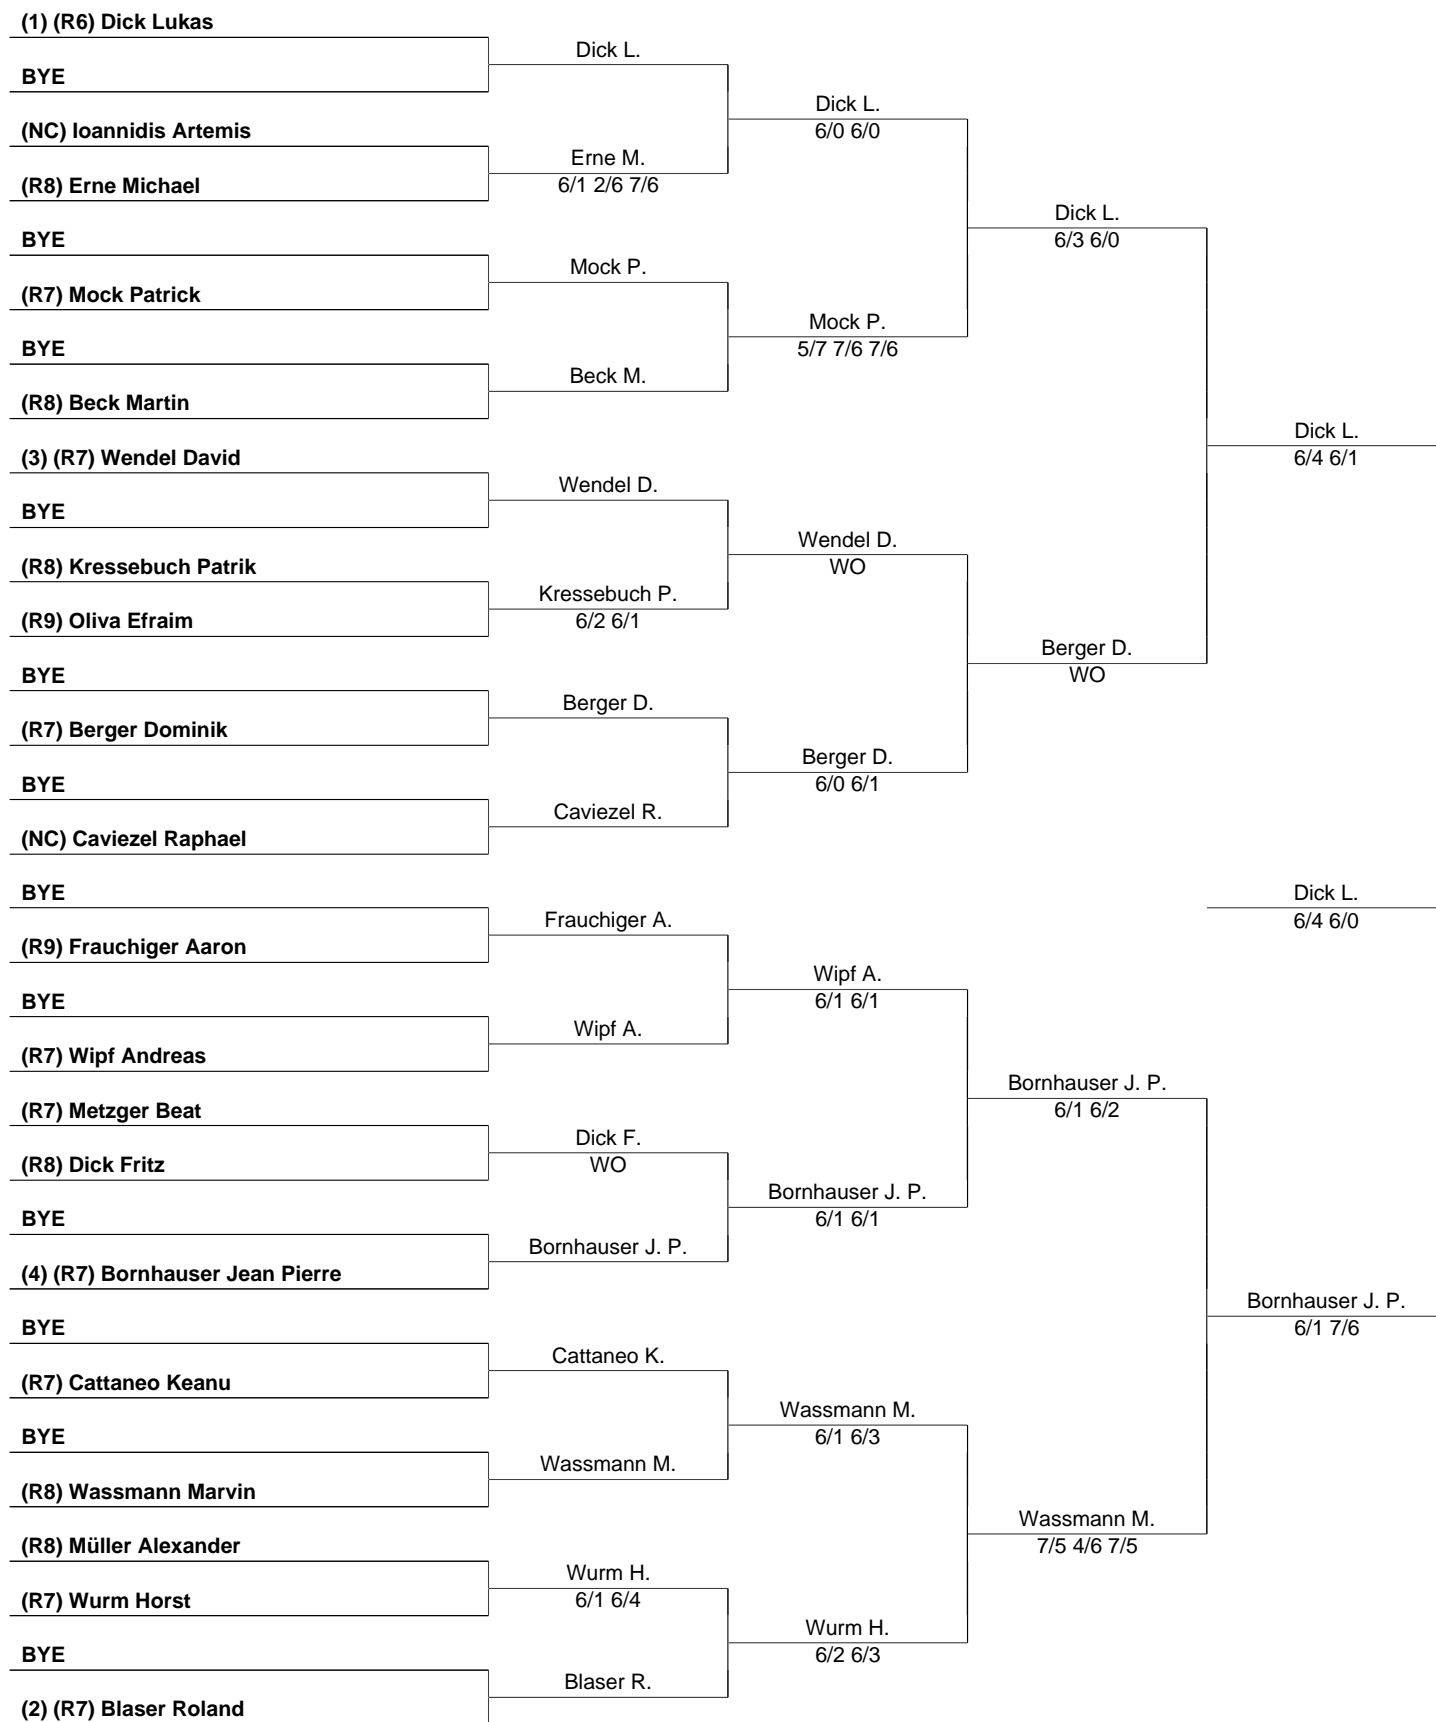 (1) (R6) Dick Lukas
Dick L.
BYE
Dick L.
6/0 6/0
(NC) Ioannidis Artemis
Erne M.
6/1 2/6 7/6
(R8) Erne Michael
Dick L.
6/3 6/0
BYE
Mock P.
(R7) Mock Patrick
Mock P.
5/7 7/6 7/6
BYE
Beck M.
(R8) Beck Martin
Dick L.
6/4 6/1
(3) (R7) Wendel David
Wendel D.
BYE
Wendel D.
WO
(R8) Kressebuch Patrik
Kressebuch P.
6/2 6/1
(R9) Oliva Efraim
Berger D.
WO
BYE
Berger D.
(R7) Berger Dominik
Berger D.
6/0 6/1
BYE
Caviezel R.
(NC) Caviezel Raphael
BYE
Dick L.
6/4 6/0
Frauchiger A.
(R9) Frauchiger Aaron
Wipf A.
6/1 6/1
BYE
Wipf A.
(R7) Wipf Andreas
Bornhauser J. P.
6/1 6/2
(R7) Metzger Beat
Dick F.
WO
(R8) Dick Fritz
Bornhauser J. P.
6/1 6/1
BYE
Bornhauser J. P.
(4) (R7) Bornhauser Jean Pierre
Bornhauser J. P.
6/1 7/6
BYE
Cattaneo K.
(R7) Cattaneo Keanu
Wassmann M.
6/1 6/3
BYE
Wassmann M.
(R8) Wassmann Marvin
Wassmann M.
7/5 4/6 7/5
(R8) Müller Alexander
Wurm H.
6/1 6/4
(R7) Wurm Horst
Wurm H.
6/2 6/3
BYE
Blaser R.
(2) (R7) Blaser Roland